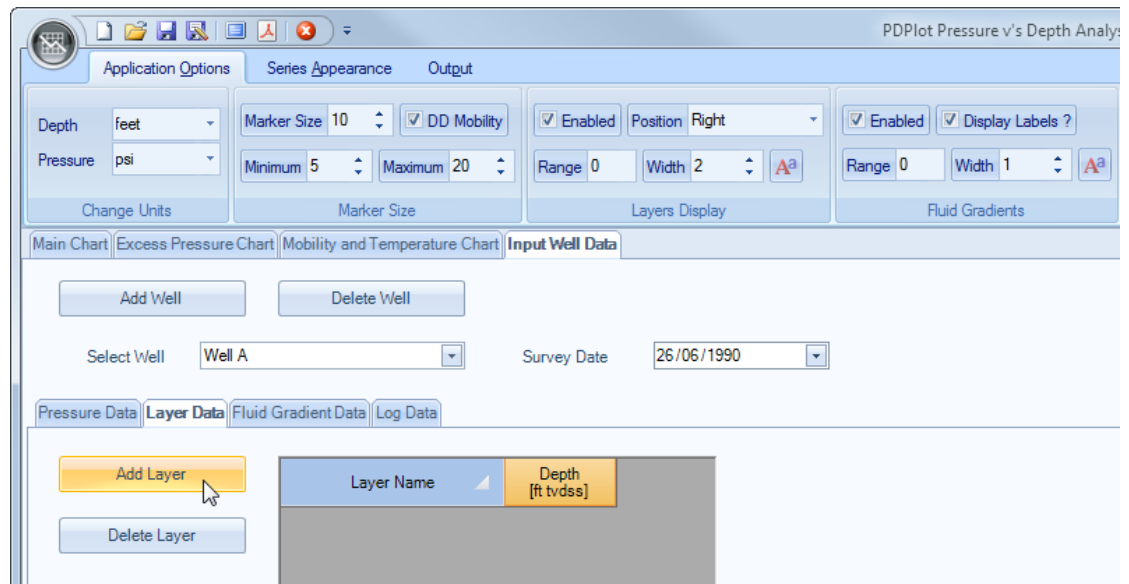 PDPlot Pressure v's Depth Analys
Application Options Series Appearance Output
Depth feet Marker Size 10 DD Mobility Enabled Position Right Enabled Display Labels ?
Pressure psi Minimum 5 Maximum 20 Range 0 Width 2 Aa Range 0 Width 1 Aa
Change Units Marker Size Layers Display Fluid Gradients
Main Chart Excess Pressure Chart Mobility and Temperature Chart Input Well Data
Add Well Delete Well
Select Well Well A Survey Date 26/06/1990
Pressure Data Layer Data Fluid Gradient Data Log Data
Add Layer Layer Name Depth
[ft tvdss]
Delete Layer